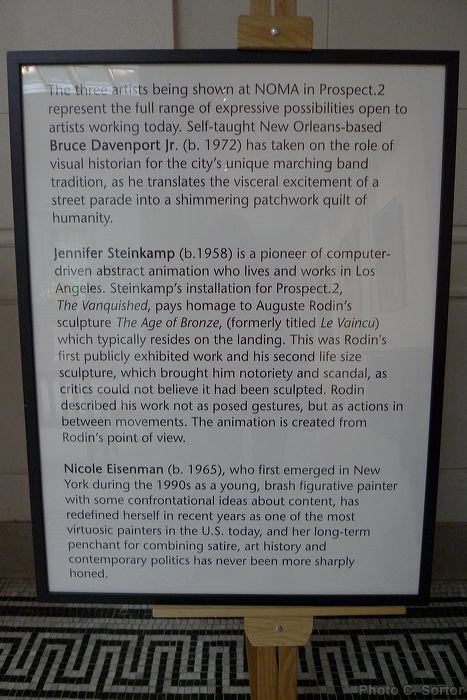 The three artists being shown at NOMA in Prospect.2
represent the full range of expressive possibilities open to
artists working today. Self-taught New Orleans-based
Bruce Davenport Jr. (b. 1972) has taken on the role of
visual historian for the city's unique marching band
tradition, as he translates the visceral excitement of a
street parade into a shimmering patchwork quilt of
humanity.
Jennifer Steinkamp (b.1958) is a pioneer of computer-
driven abstract animation who lives and works in Los
Angeles. Steinkamp's installation for Prospect.2,
The Vanquished, pays homage to Auguste Rodin's
sculpture The Age of Bronze, (formerly titled Le Vaincu)
which typically resides on the landing. This was Rodin's
first publicly exhibited work and his second life size
sculpture, which brought him notoriety and scandal, as
critics could not believe it had been sculpted. Rodin
described his work not as posed gestures, but as actions in
between movements. The animation is created from
Rodin's point of view.
Nicole Eisenman (b. 1965), who first emerged in New
York during the 1990s as a young, brash figurative painter
with some confrontational ideas about content, has
redefined herself in recent years as one of the most
virtuosic painters in the U.S. today, and her long-term
penchant for combining satire, art history and
contemporary politics has never been more sharply
honed.
Photo C. Sorter